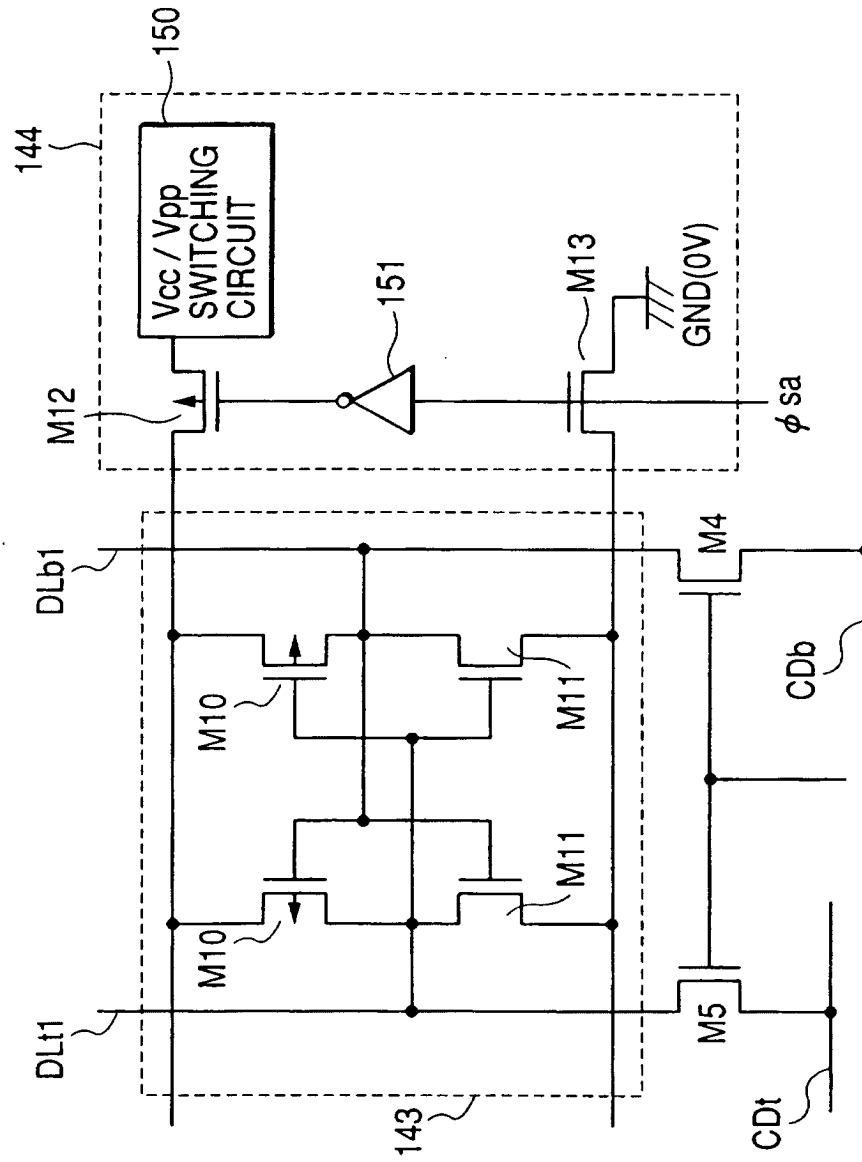 144
150
Vcc / Vpp
SWITCHING
CIRCUIT
M12
151
M13
GND(0V)
φ sa
DLb1
M10
M11
M4
CDb
M10
M11
DLt1
M5
143
CDt